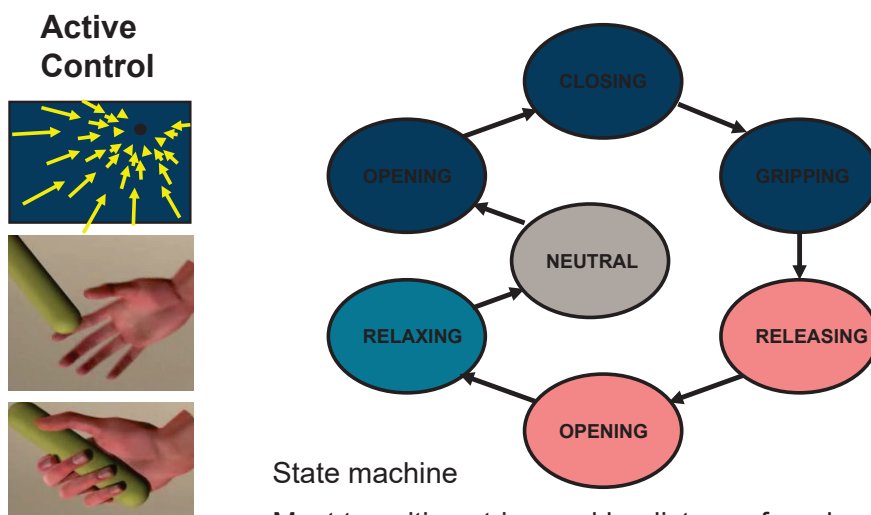 Active
Control
CLOSING
OPENING
GRIPPING
NEUTRAL
RELAXING
RELEASING
OPENING
State machine